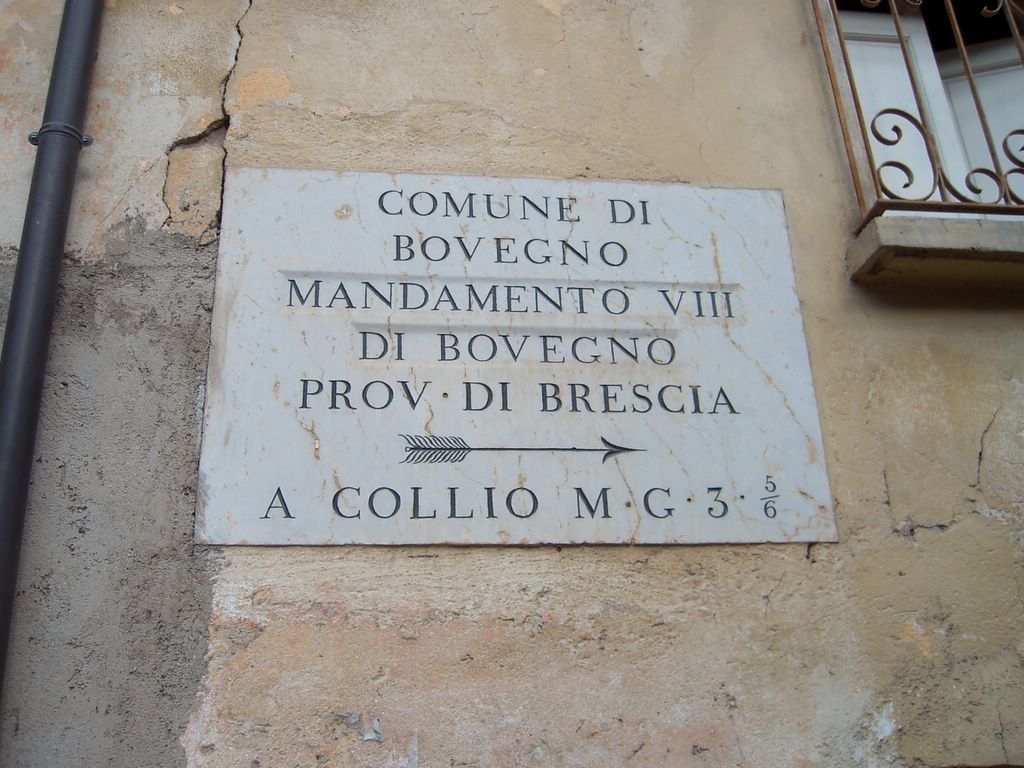 COMUNE DI
BOVEGNO
MANDAMENTO VIII
DI BOVEGNO
PROV · DI BRESCIA
A COLLIO M · G · 3 · 5/6